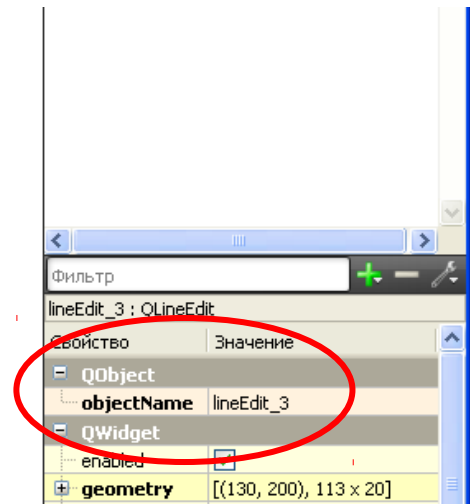 Фильтр
lineEdit_3 : QLineEdit
Свойство Значение
QObject
objectName lineEdit_3
QWidget
enabled
geometry [(130, 200), 113 x 20]